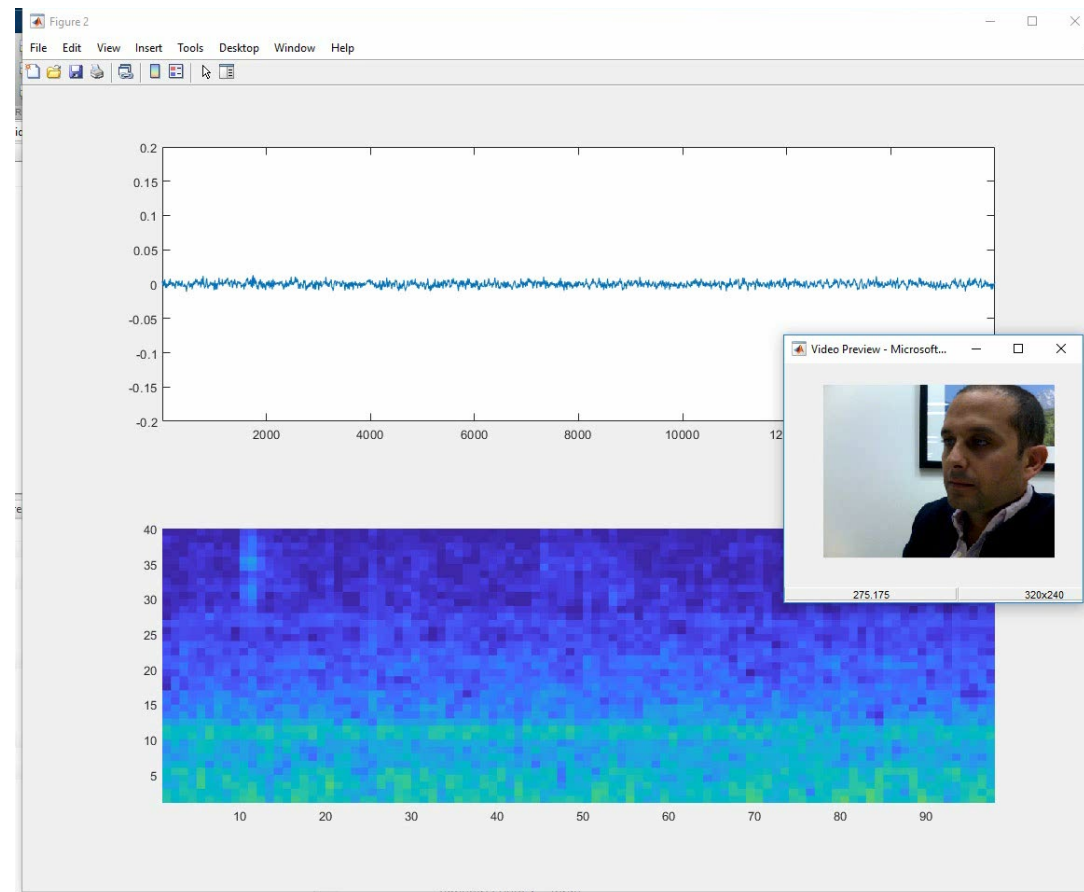 Figure 2
File Edit View Insert Tools Desktop Window Help
0.2
0.15
0.1
0.05
0
-0.05
-0.1
-0.15
-0.2
2000 4000 6000 8000 10000 12
Video Preview - Microsoft...
275.175 320x240
40
35
30
25
20
15
10
5
10 20 30 40 50 60 70 80 90